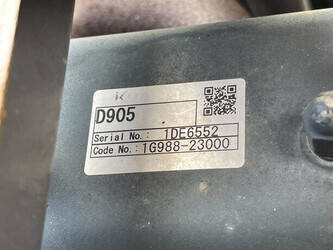 D905
Serial No.: 1DE6552
Code No.: 1G988-23000